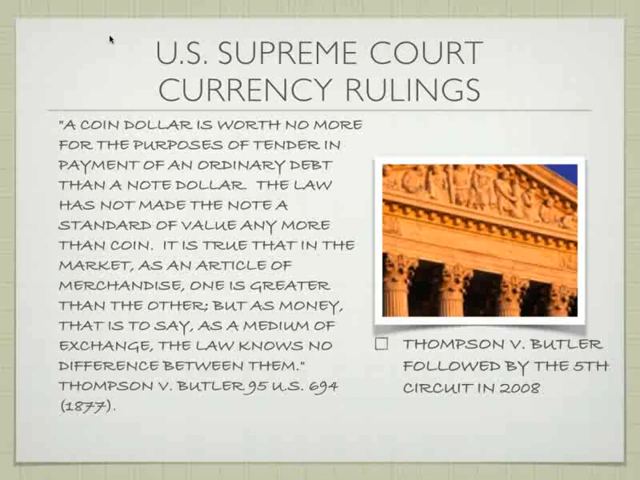 U.S. SUPREME COURT
CURRENCY RULINGS
"A COIN DOLLAR IS WORTH NO MORE
FOR THE PURPOSES OF TENDER IN
PAYMENT OF AN ORDINARY DEBT
THAN A NOTE DOLLAR. THE LAW
HAS NOT MADE THE NOTE A
STANDARD OF VALUE ANY MORE
THAN COIN. IT IS TRUE THAT IN THE
MARKET, AS AN ARTICLE OF
MERCHANDISE, ONE IS GREATER
THAN THE OTHER; BUT AS MONEY,
THAT IS TO SAY, AS A MEDIUM OF
EXCHANGE, THE LAW KNOWS NO
DIFFERENCE BETWEEN THEM."
THOMPSON V. BUTLER 95 U.S. 694
(1877).
THOMPSON V. BUTLER
FOLLOWED BY THE 5TH
CIRCUIT IN 2008